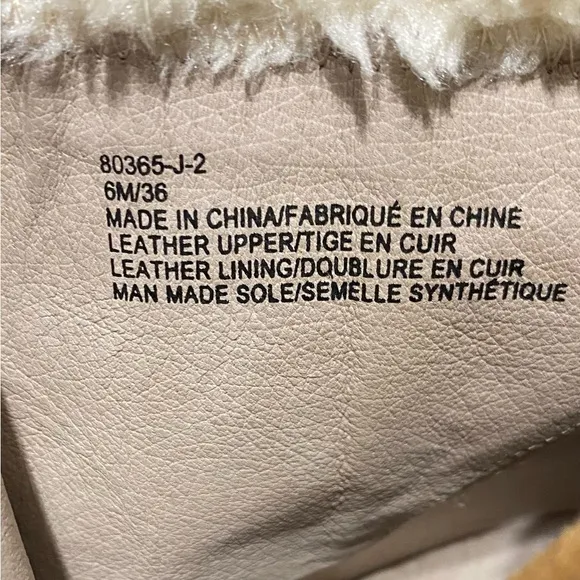 80365-J-2
6M/36
MADE IN CHINA/FABRIQUÉ EN CHINE
LEATHER UPPER/TIGE EN CUIR
LEATHER LINING/DOUBLURE EN CUIR
MAN MADE SOLE/SEMELLE SYNTHÉTIQUE